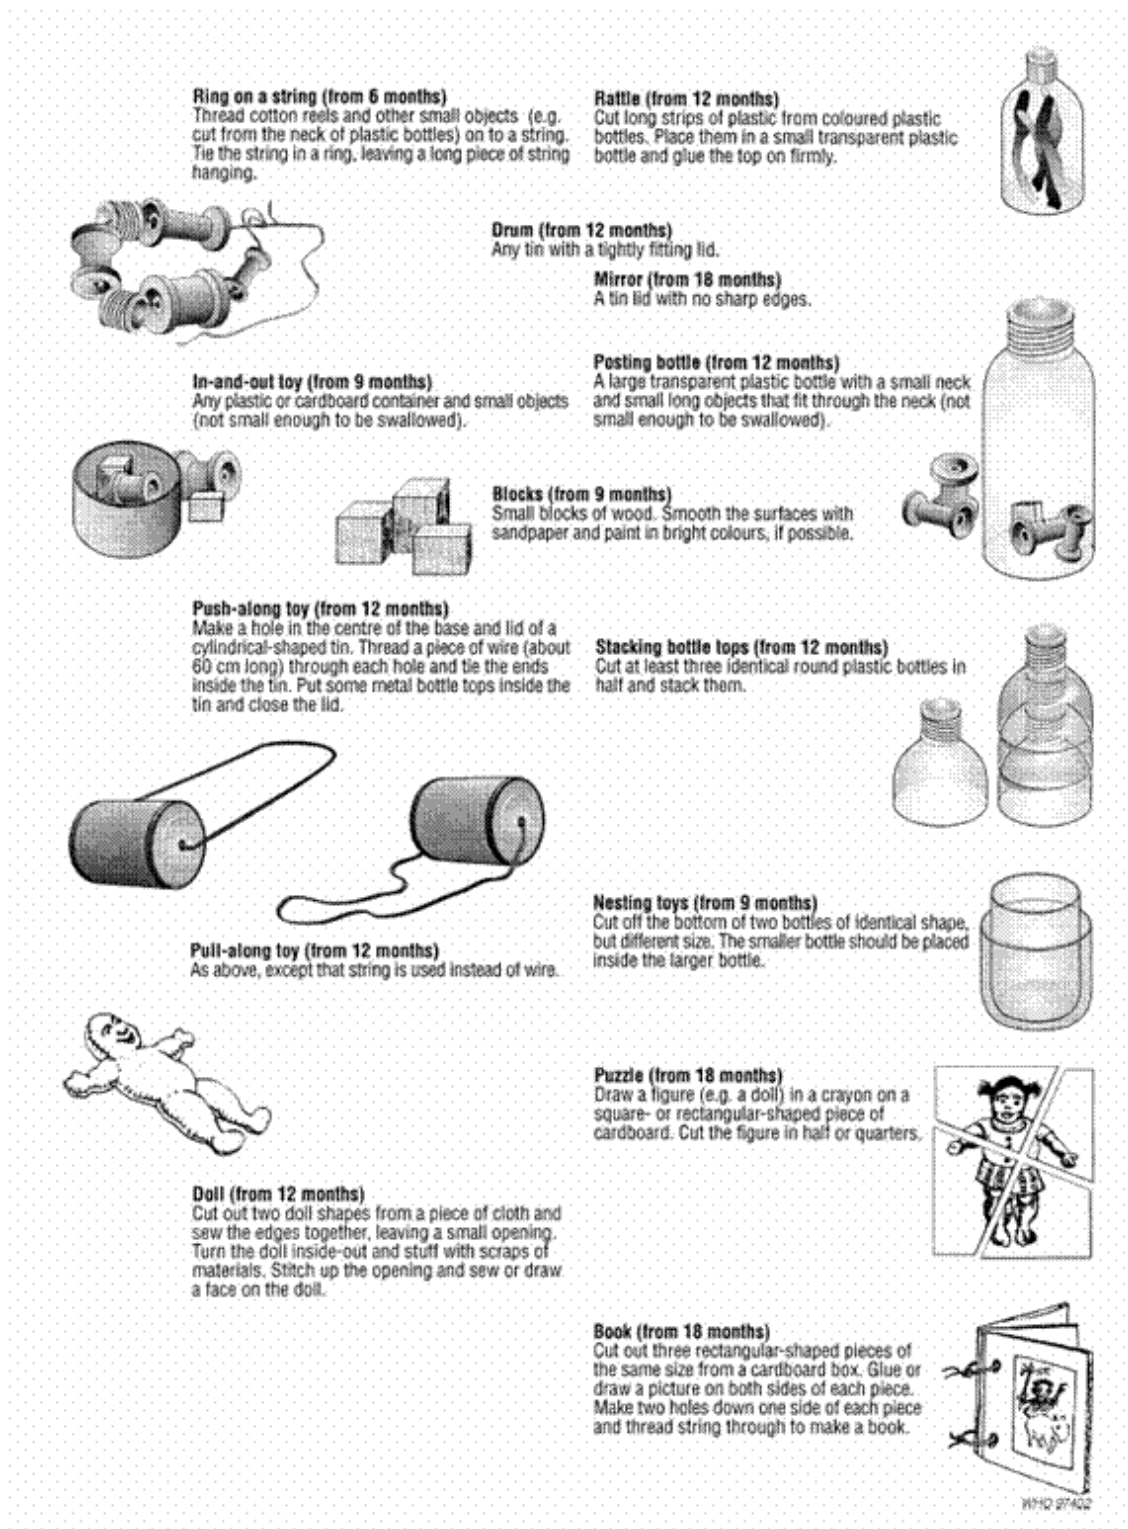 Ring on a string (from 6 months)
Thread cotton reels and other small objects (e.g.
cut from the neck of plastic bottles) on to a string.
Tie the string in a ring, leaving a long piece of string
hanging.
Rattle (from 12 months)
Cut long strips of plastic from coloured plastic
bottles. Place them in a small transparent plastic
bottle and glue the top on firmly.
Drum (from 12 months)
Any tin with a tightly fitting lid.
Mirror (from 18 months)
A tin lid with no sharp edges.
In-and-out toy (from 9 months)
Any plastic or cardboard container and small objects
(not small enough to be swallowed).
Posting bottle (from 12 months)
A large transparent plastic bottle with a small neck
and small long objects that fit through the neck (not
small enough to be swallowed).
Blocks (from 9 months)
Small blocks of wood. Smooth the surfaces with
sandpaper and paint in bright colours, if possible.
Push-along toy (from 12 months)
Make a hole in the centre of the base and lid of a
cylindrical-shaped tin. Thread a piece of wire (about
60 cm long) through each hole and tie the ends
inside the tin. Put some metal bottle tops inside the
tin and close the lid.
Stacking bottle tops (from 12 months)
Cut at least three identical round plastic bottles in
half and stack them.
Pull-along toy (from 12 months)
As above, except that string is used instead of wire.
Nesting toys (from 9 months)
Cut off the bottom of two bottles of identical shape,
but different size. The smaller bottle should be placed
inside the larger bottle.
Doll (from 12 months)
Cut out two doll shapes from a piece of cloth and
sew the edges together, leaving a small opening.
Turn the doll inside-out and stuff with scraps of
materials. Stitch up the opening and sew or draw
a face on the doll.
Puzzle (from 18 months)
Draw a figure (e.g. a doll) in a crayon on a
square- or rectangular-shaped piece of
cardboard. Cut the figure in half or quarters.
Book (from 18 months)
Cut out three rectangular-shaped pieces of
the same size from a cardboard box. Glue or
draw a picture on both sides of each piece.
Make two holes down one side of each piece
and thread string through to make a book.
WHO 97402